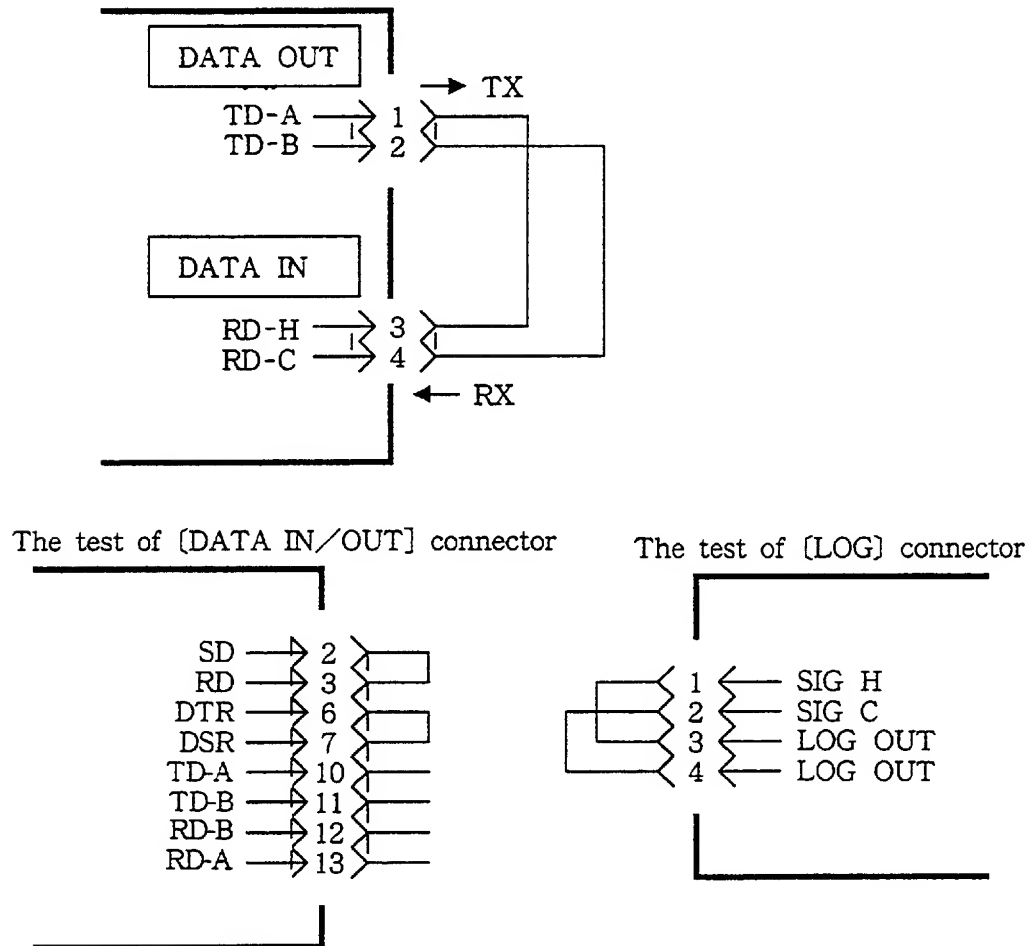 DATA OUT
TX
TD-A 1
TD-B 2
DATA IN
RD-H 3
RD-C 4
RX
The test of [DATA IN/OUT] connector
SD 2
RD 3
DTR 6
DSR 7
TD-A 10
TD-B 11
RD-B 12
RD-A 13
The test of [LOG] connector
1 SIG H
2 SIG C
3 LOG OUT
4 LOG OUT